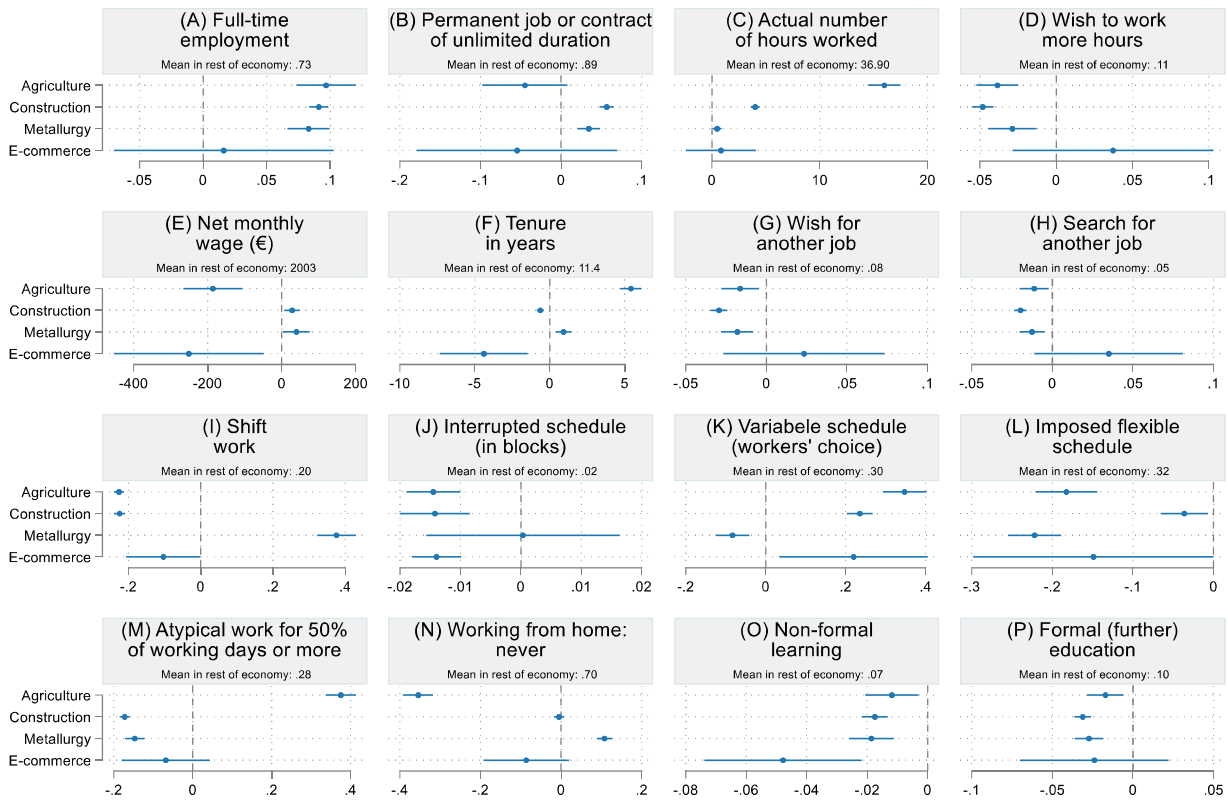 (A) Full-time
employment
Mean in rest of economy: .73
(B) Permanent job or contract
of unlimited duration
Mean in rest of economy: .89
(C) Actual number
of hours worked
Mean in rest of economy: 36.90
(D) Wish to work
more hours
Mean in rest of economy: .11
Agriculture
Construction
Metallurgy
E-commerce
-.05 0 .05 .1
-.2 -.1 0 .1
0 10 20
-.05 0 .05 .1
(E) Net monthly
wage (€)
Mean in rest of economy: 2003
(F) Tenure
in years
Mean in rest of economy: 11.4
(G) Wish for
another job
Mean in rest of economy: .08
(H) Search for
another job
Mean in rest of economy: .05
Agriculture
Construction
Metallurgy
E-commerce
-400 -200 0 200
-10 -5 0 5
-.05 0 .05 .1
-.05 0 .05 .1
(I) Shift
work
Mean in rest of economy: .20
(J) Interrupted schedule
(in blocks)
Mean in rest of economy: .02
(K) Variabele schedule
(workers' choice)
Mean in rest of economy: .30
(L) Imposed flexible
schedule
Mean in rest of economy: .32
Agriculture
Construction
Metallurgy
E-commerce
-.2 0 .2 .4
-.02 -.01 0 .01 .02
-.2 0 .2 .4
-.3 -.2 -.1 0
(M) Atypical work for 50%
of working days or more
Mean in rest of economy: .28
(N) Working from home:
never
Mean in rest of economy: .70
(O) Non-formal
learning
Mean in rest of economy: .07
(P) Formal (further)
education
Mean in rest of economy: .10
Agriculture
Construction
Metallurgy
E-commerce
-.2 0 .2 .4
-.4 -.2 0 .2
-.08 -.06 -.04 -.02 0
-.1 -.05 0 .05